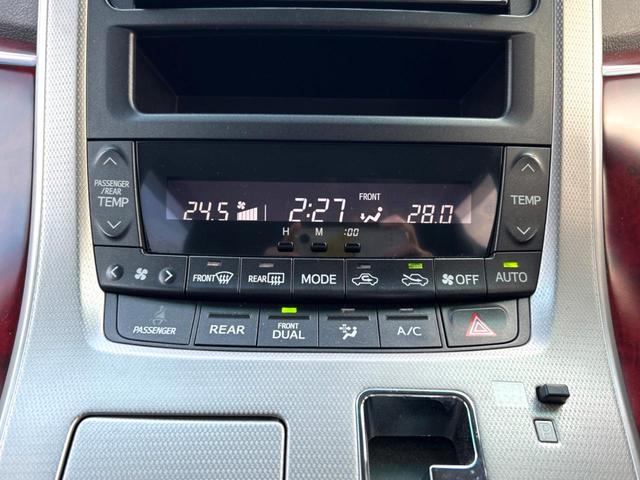 PASSENGER
/REAR
TEMP
24.5 2:27 FRONT 28.0
H M :00
TEMP
FRONT REAR MODE OFF AUTO
PASSENGER REAR FRONT DUAL A/C
P